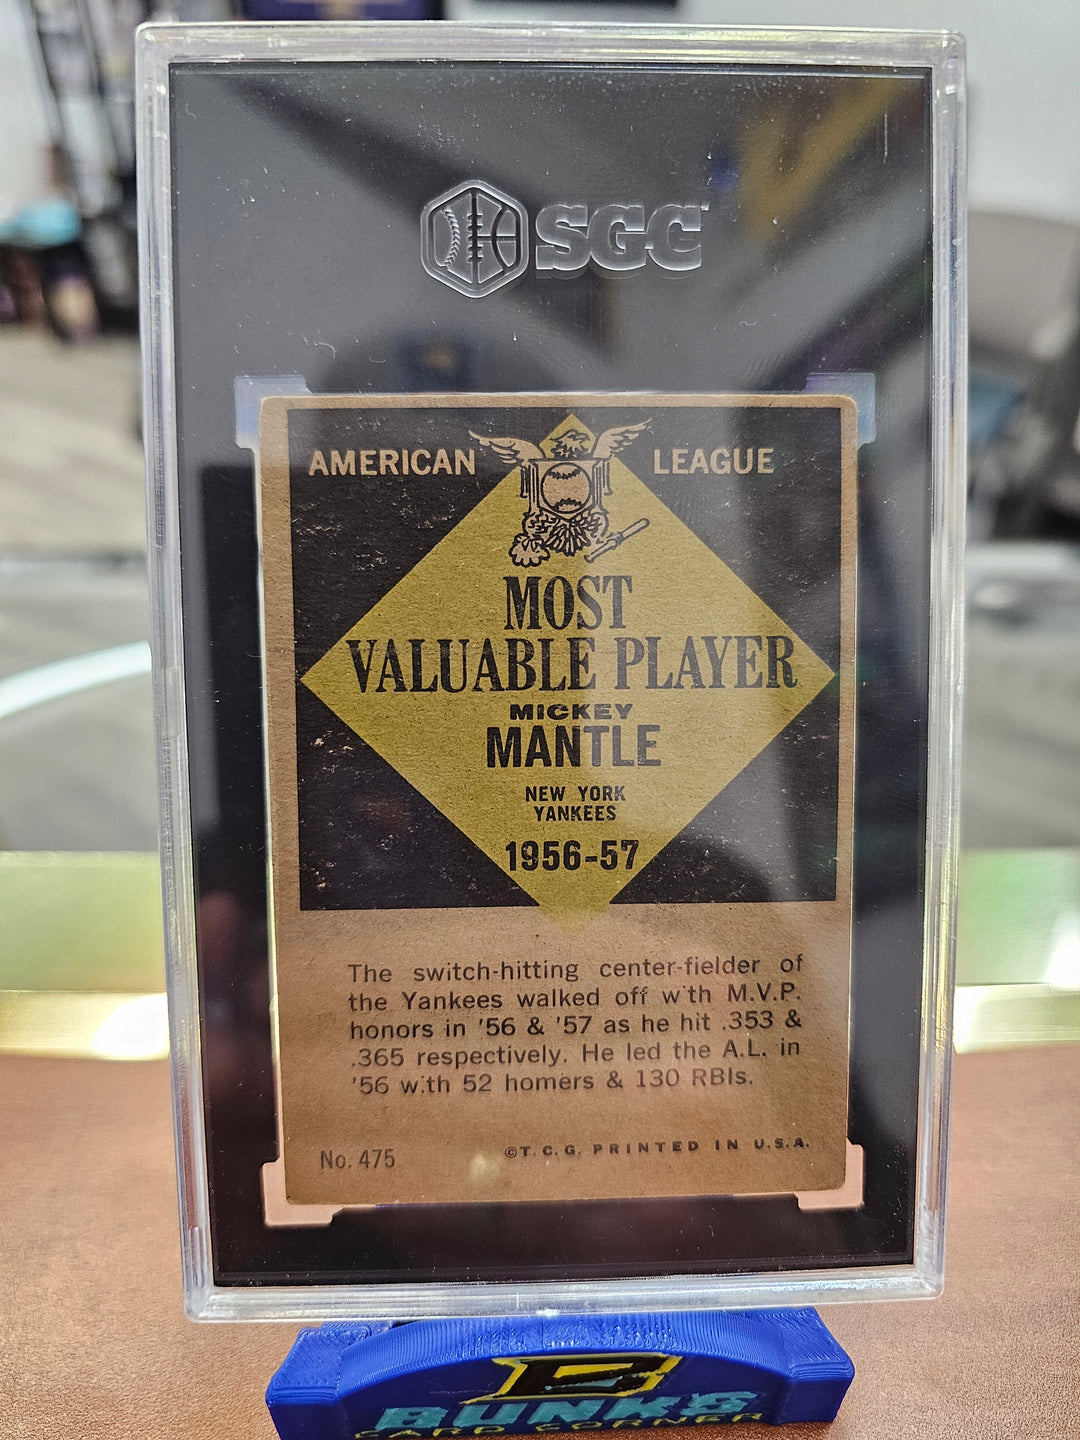 SGC
AMERICAN LEAGUE
MOST
VALUABLE PLAYER
MICKEY
MANTLE
NEW YORK
YANKEES
1956-57
The switch-hitting center-fielder of
the Yankees walked off with M.V.P.
honors in '56 & '57 as he hit .353 &
.365 respectively. He led the A.L. in
'56 with 52 homers & 130 RBIs.
No. 475 ©T.C.G. PRINTED IN U.S.A.
B
BUNKS
CARD CORNER